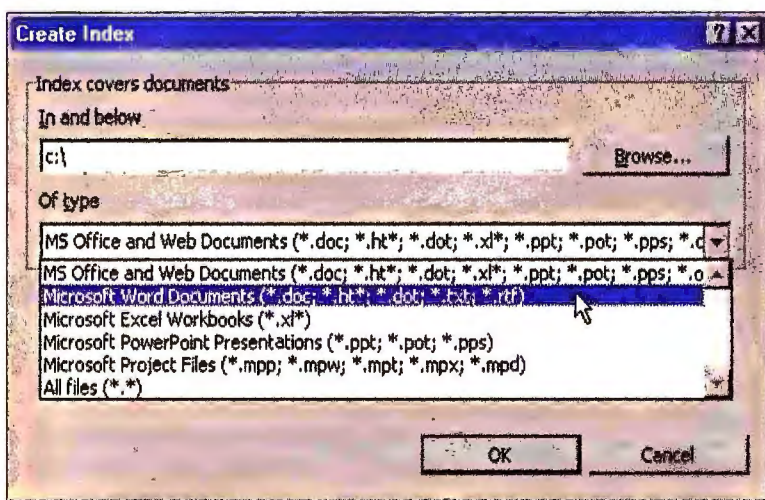 Create Index
Index covers documents
In and below
c:\
Browse...
Of type
MS Office and Web Documents (*.doc; *.ht*; *.dot; *.xl*; *.ppt; *.pot; *.pps; *.c
MS Office and Web Documents (*.doc; *.ht*; *.dot; *.xl*; *.ppt; *.pot; *.pps; *.o
Microsoft Word Documents (*.doc; *.ht*; *.dot; *.txt; *.rtf)
Microsoft Excel Workbooks (*.xl*)
Microsoft PowerPoint Presentations (*.ppt; *.pot; *.pps)
Microsoft Project Files (*.mpp; *.mpw; *.mpt; *.mpx; *.mpd)
All files (*.*)
OK
Cancel